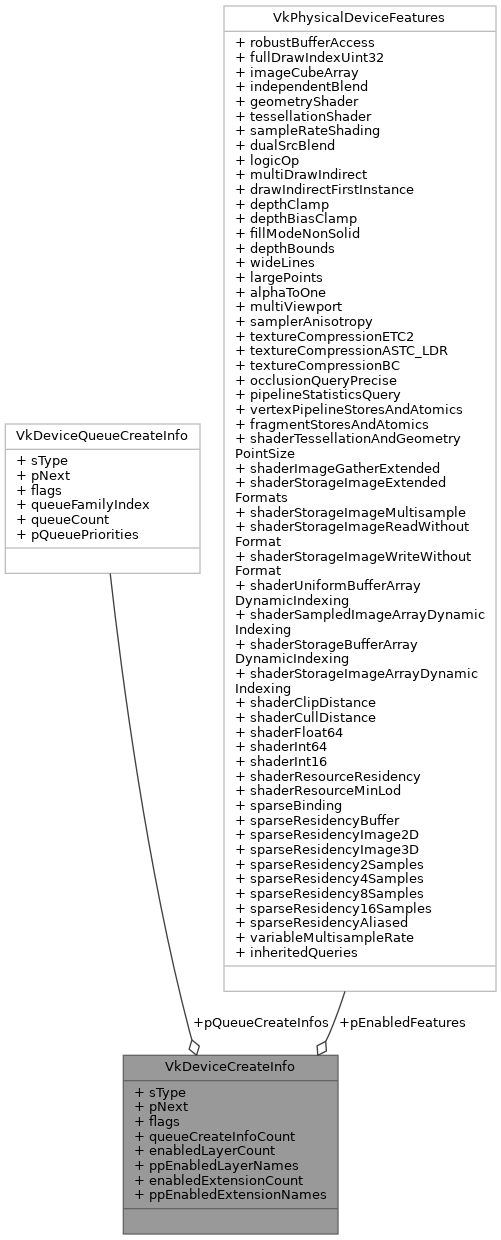 VkPhysicalDeviceFeatures
+ robustBufferAccess
+ fullDrawIndexUint32
+ imageCubeArray
+ independentBlend
+ geometryShader
+ tessellationShader
+ sampleRateShading
+ dualSrcBlend
+ logicOp
+ multiDrawIndirect
+ drawIndirectFirstInstance
+ depthClamp
+ depthBiasClamp
+ fillModeNonSolid
+ depthBounds
+ wideLines
+ largePoints
+ alphaToOne
+ multiViewport
+ samplerAnisotropy
+ textureCompressionETC2
+ textureCompressionASTC_LDR
+ textureCompressionBC
+ occlusionQueryPrecise
+ pipelineStatisticsQuery
+ vertexPipelineStoresAndAtomics
+ fragmentStoresAndAtomics
+ shaderTessellationAndGeometry
PointSize
+ shaderImageGatherExtended
+ shaderStorageImageExtended
Formats
+ shaderStorageImageMultisample
+ shaderStorageImageReadWithout
Format
+ shaderStorageImageWriteWithout
Format
+ shaderUniformBufferArray
DynamicIndexing
+ shaderSampledImageArrayDynamic
Indexing
+ shaderStorageBufferArray
DynamicIndexing
+ shaderStorageImageArrayDynamic
Indexing
+ shaderClipDistance
+ shaderCullDistance
+ shaderFloat64
+ shaderInt64
+ shaderInt16
+ shaderResourceResidency
+ shaderResourceMinLod
+ sparseBinding
+ sparseResidencyBuffer
+ sparseResidencyImage2D
+ sparseResidencyImage3D
+ sparseResidency2Samples
+ sparseResidency4Samples
+ sparseResidency8Samples
+ sparseResidency16Samples
+ sparseResidencyAliased
+ variableMultisampleRate
+ inheritedQueries
VkDeviceQueueCreateInfo
+ sType
+ pNext
+ flags
+ queueFamilyIndex
+ queueCount
+ pQueuePriorities
+pQueueCreateInfos
+pEnabledFeatures
VkDeviceCreateInfo
+ sType
+ pNext
+ flags
+ queueCreateInfoCount
+ enabledLayerCount
+ ppEnabledLayerNames
+ enabledExtensionCount
+ ppEnabledExtensionNames